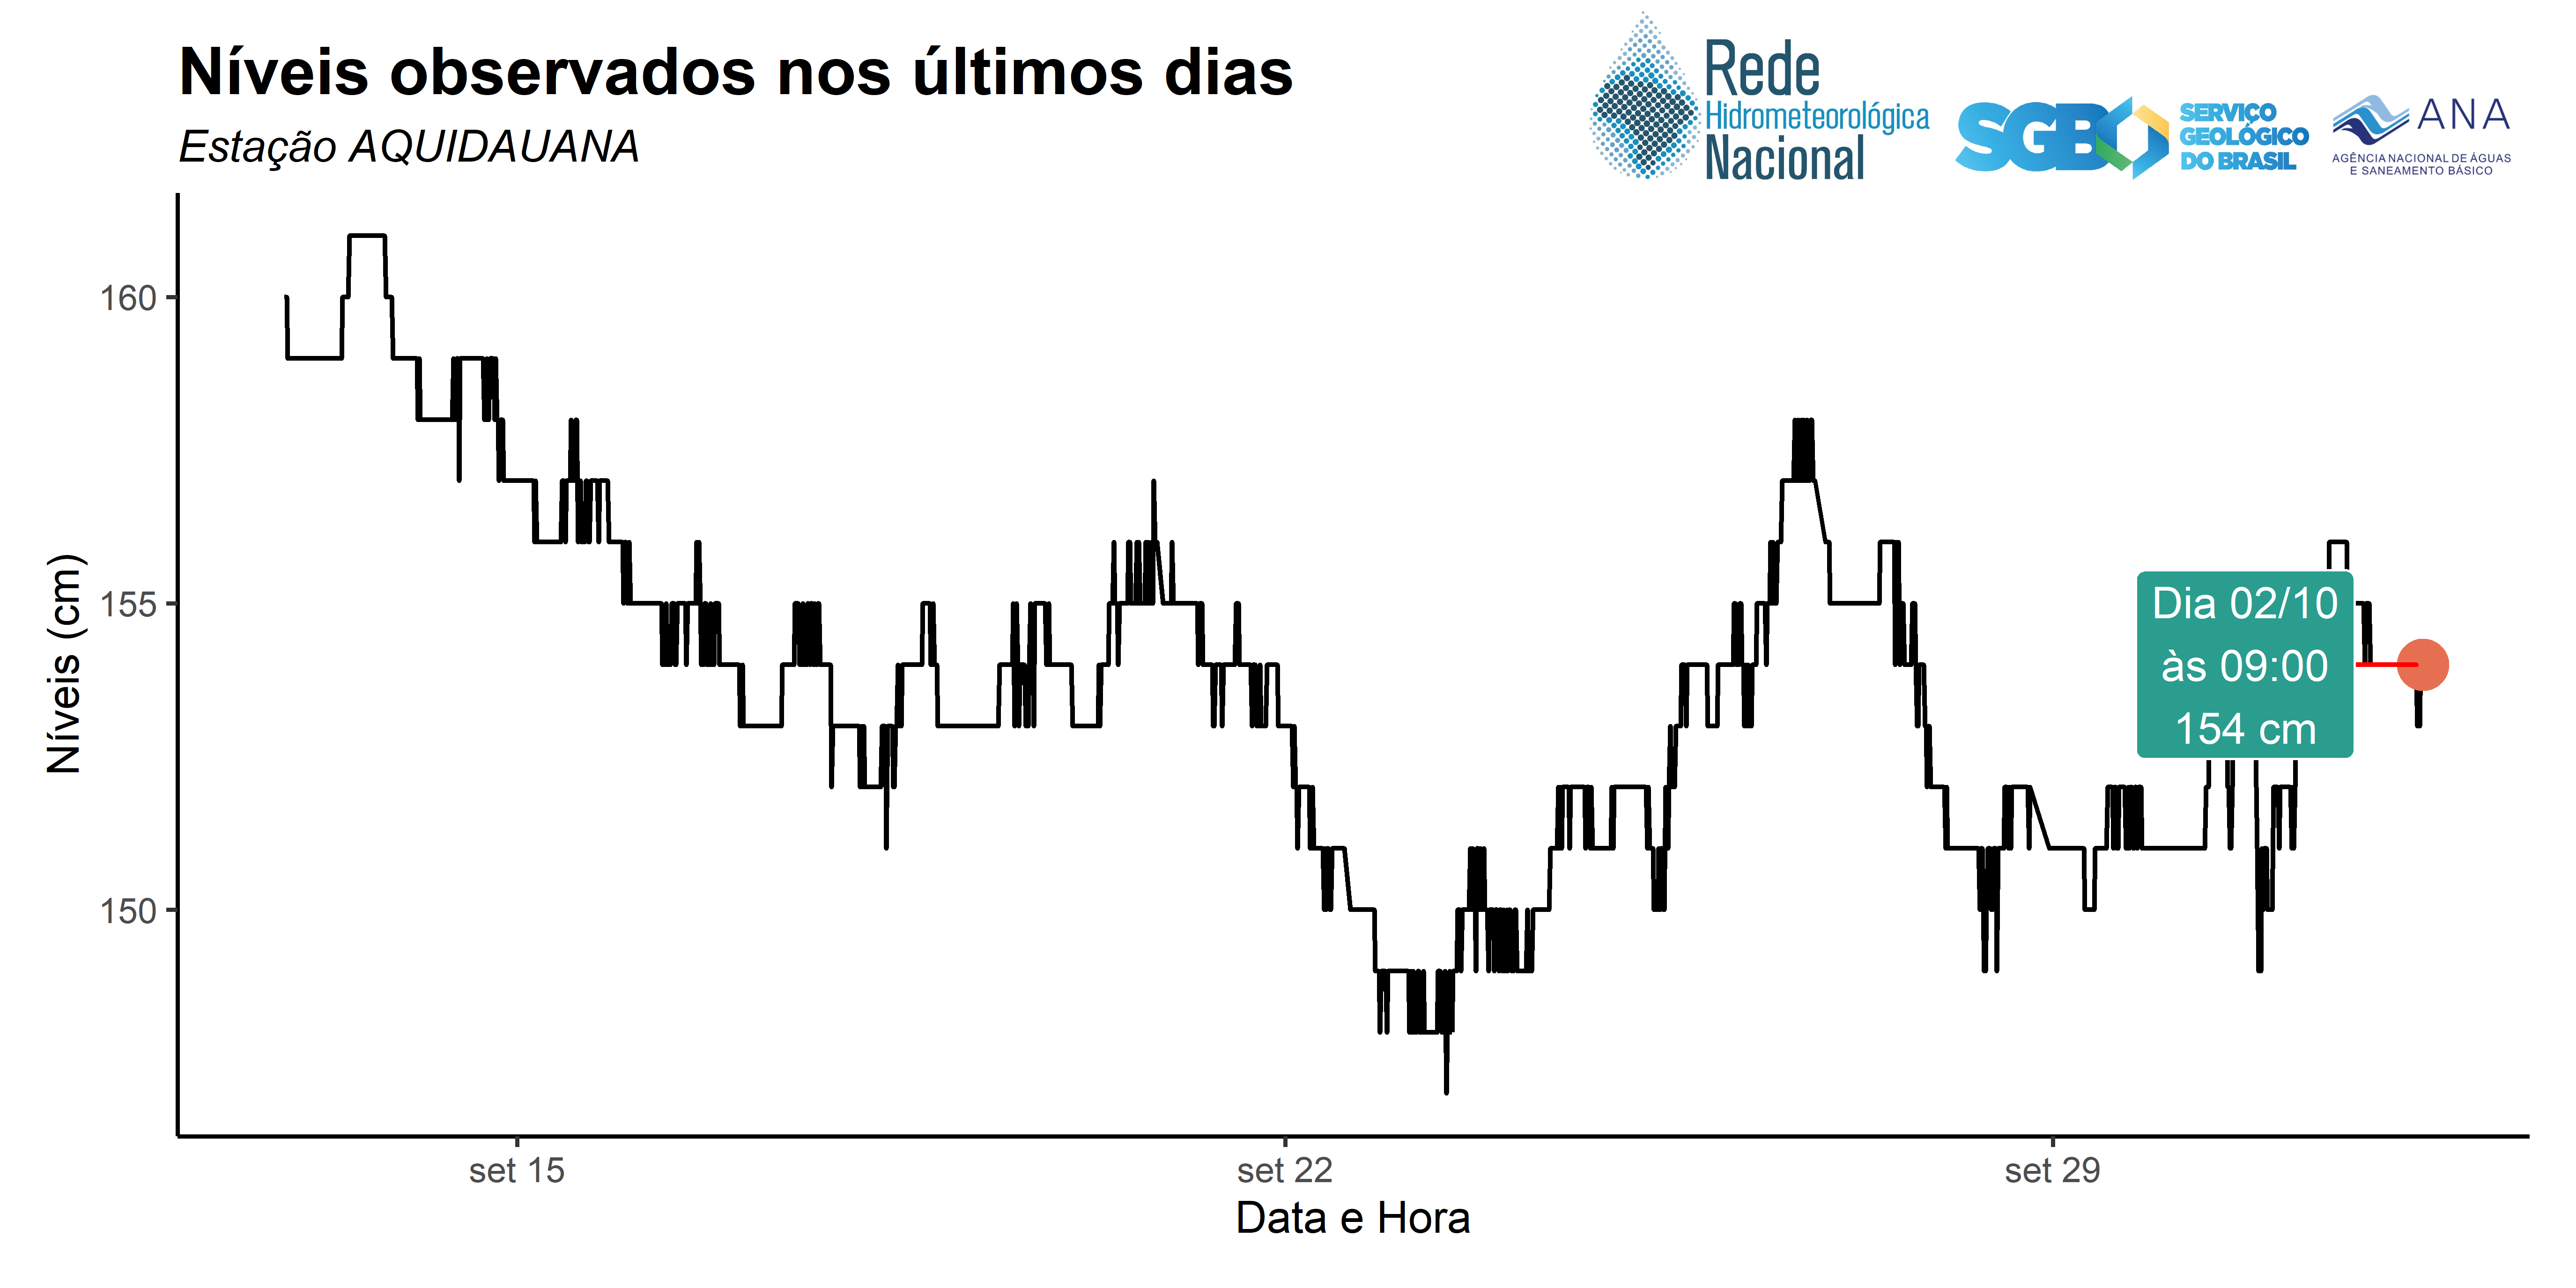 Níveis observados nos últimos dias
Estação AQUIDAUANA
Rede
Hidrometeorológica
Nacional
SGB
SERVIÇO
GEOLÓGICO
DO BRASIL
ANA
AGÊNCIA NACIONAL DE ÁGUAS
E SANEAMENTO BÁSICO
Níveis (cm)
160
155
150
Dia 02/10
às 09:00
154 cm
set 15
set 22
set 29
Data e Hora